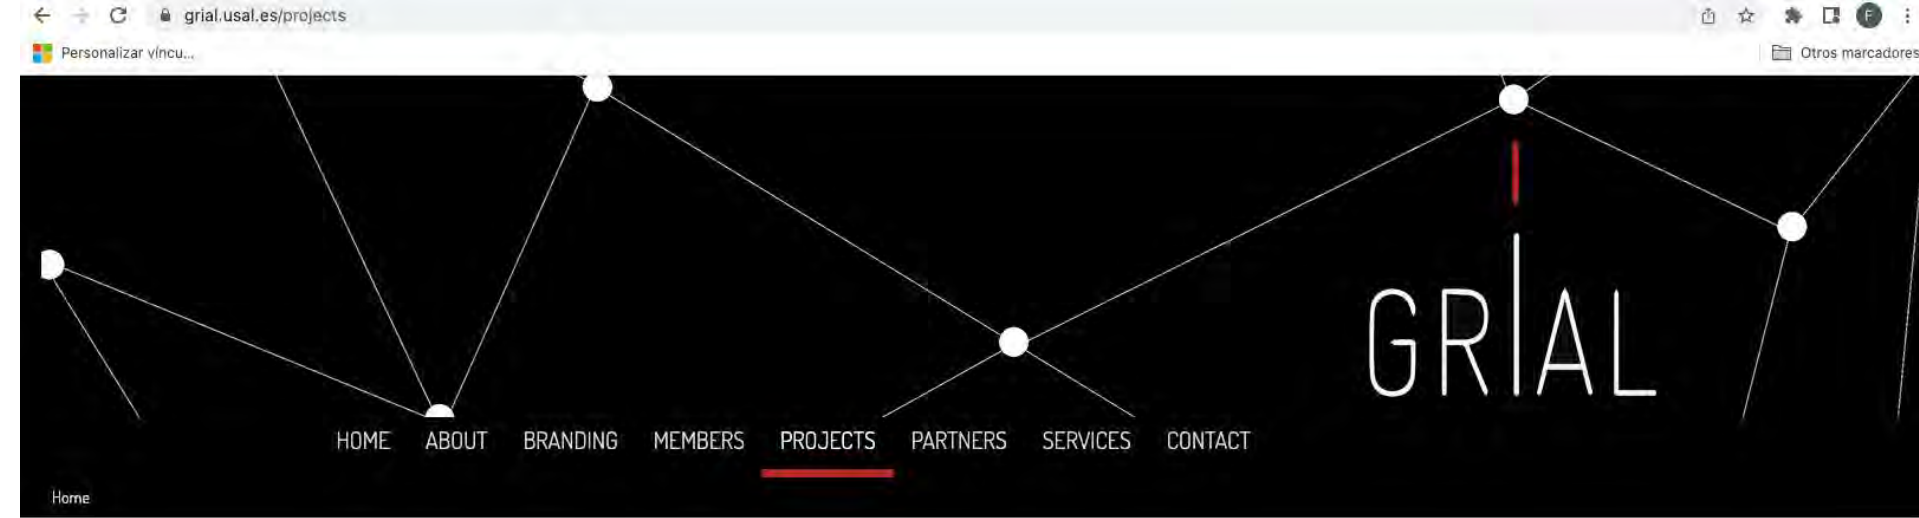 grial.usal.es/projects
F
Personalizar víncu...
Otros marcadores
GRIAL
HOME ABOUT BRANDING MEMBERS PROJECTS PARTNERS SERVICES CONTACT
Home